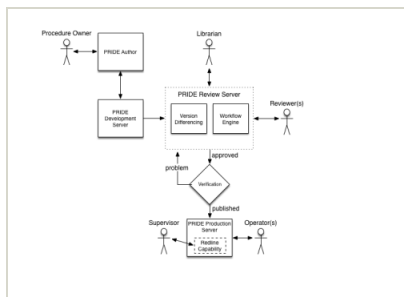 Procedure Owner
PRIDE Author
Librarian
PRIDE Review Server
Reviewer(s)
PRIDE
Development
Server
Version
Differencing
Workflow
Engine
problem
approved
Verification
published
Supervisor
PRIDE Production
Server
Operator(s)
Redline
Capability